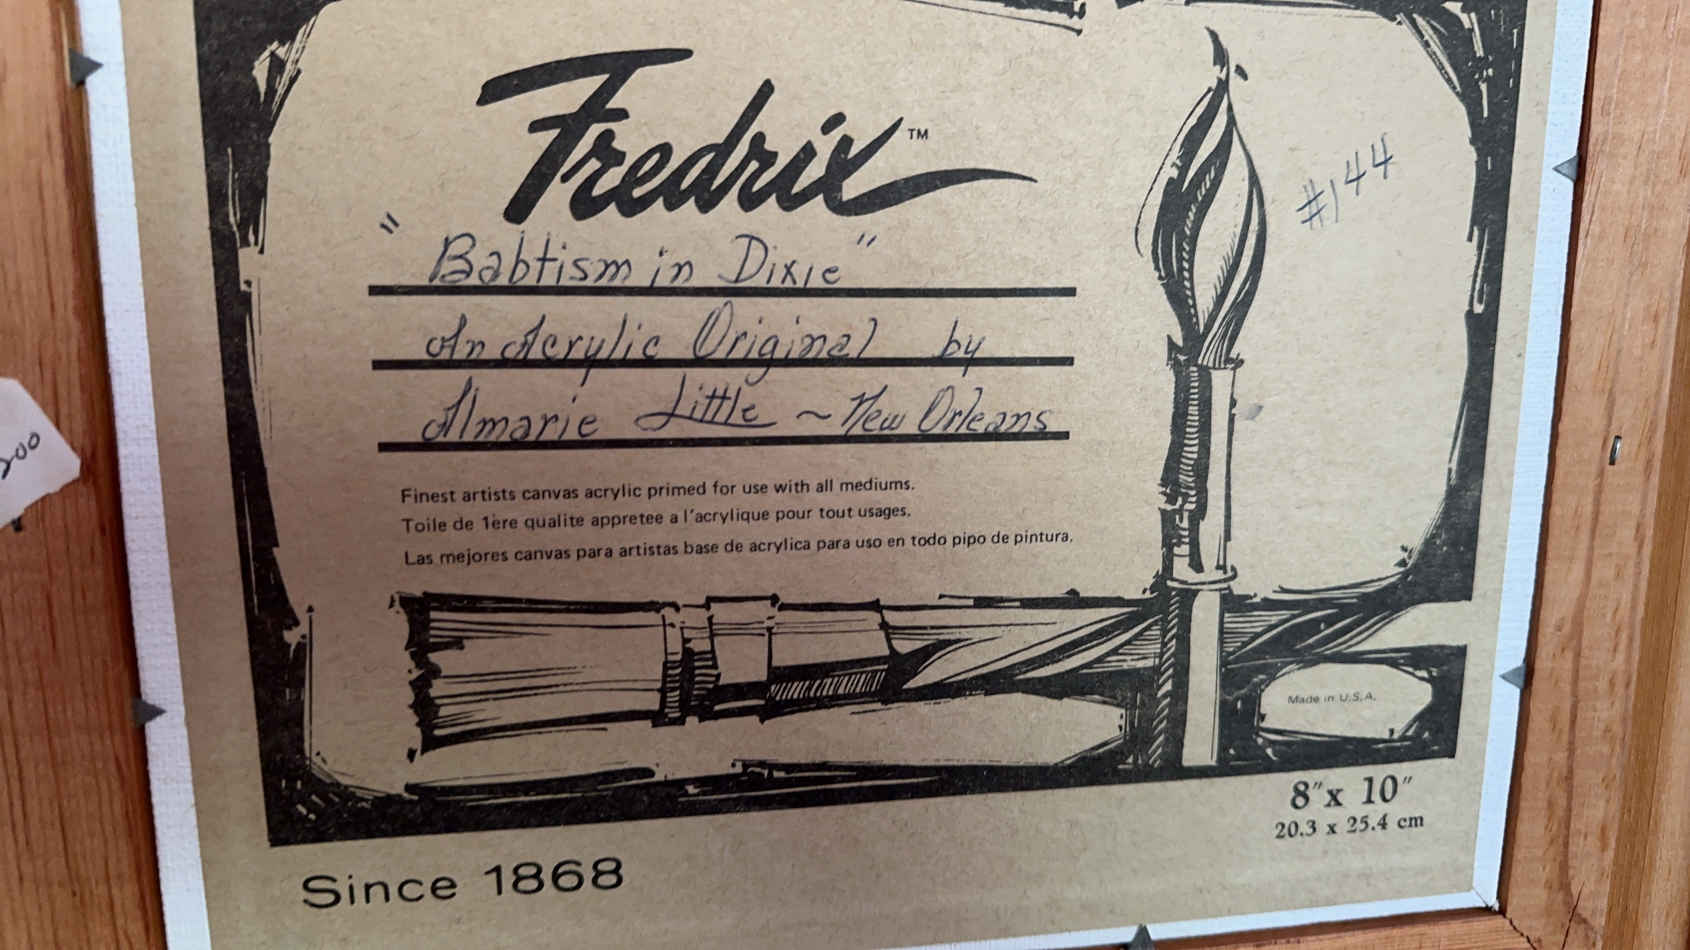 Fredrix™
#144
"Babtism in Dixie"
An Acrylic Original by
Almarie Little ~ New Orleans
Finest artists canvas acrylic primed for use with all mediums.
Toile de 1ère qualite appretee a l'acrylique pour tout usages.
Las mejores canvas para artistas base de acrylica para uso en todo pipo de pintura.
Made in U.S.A.
8" x 10"
20.3 x 25.4 cm
Since 1868